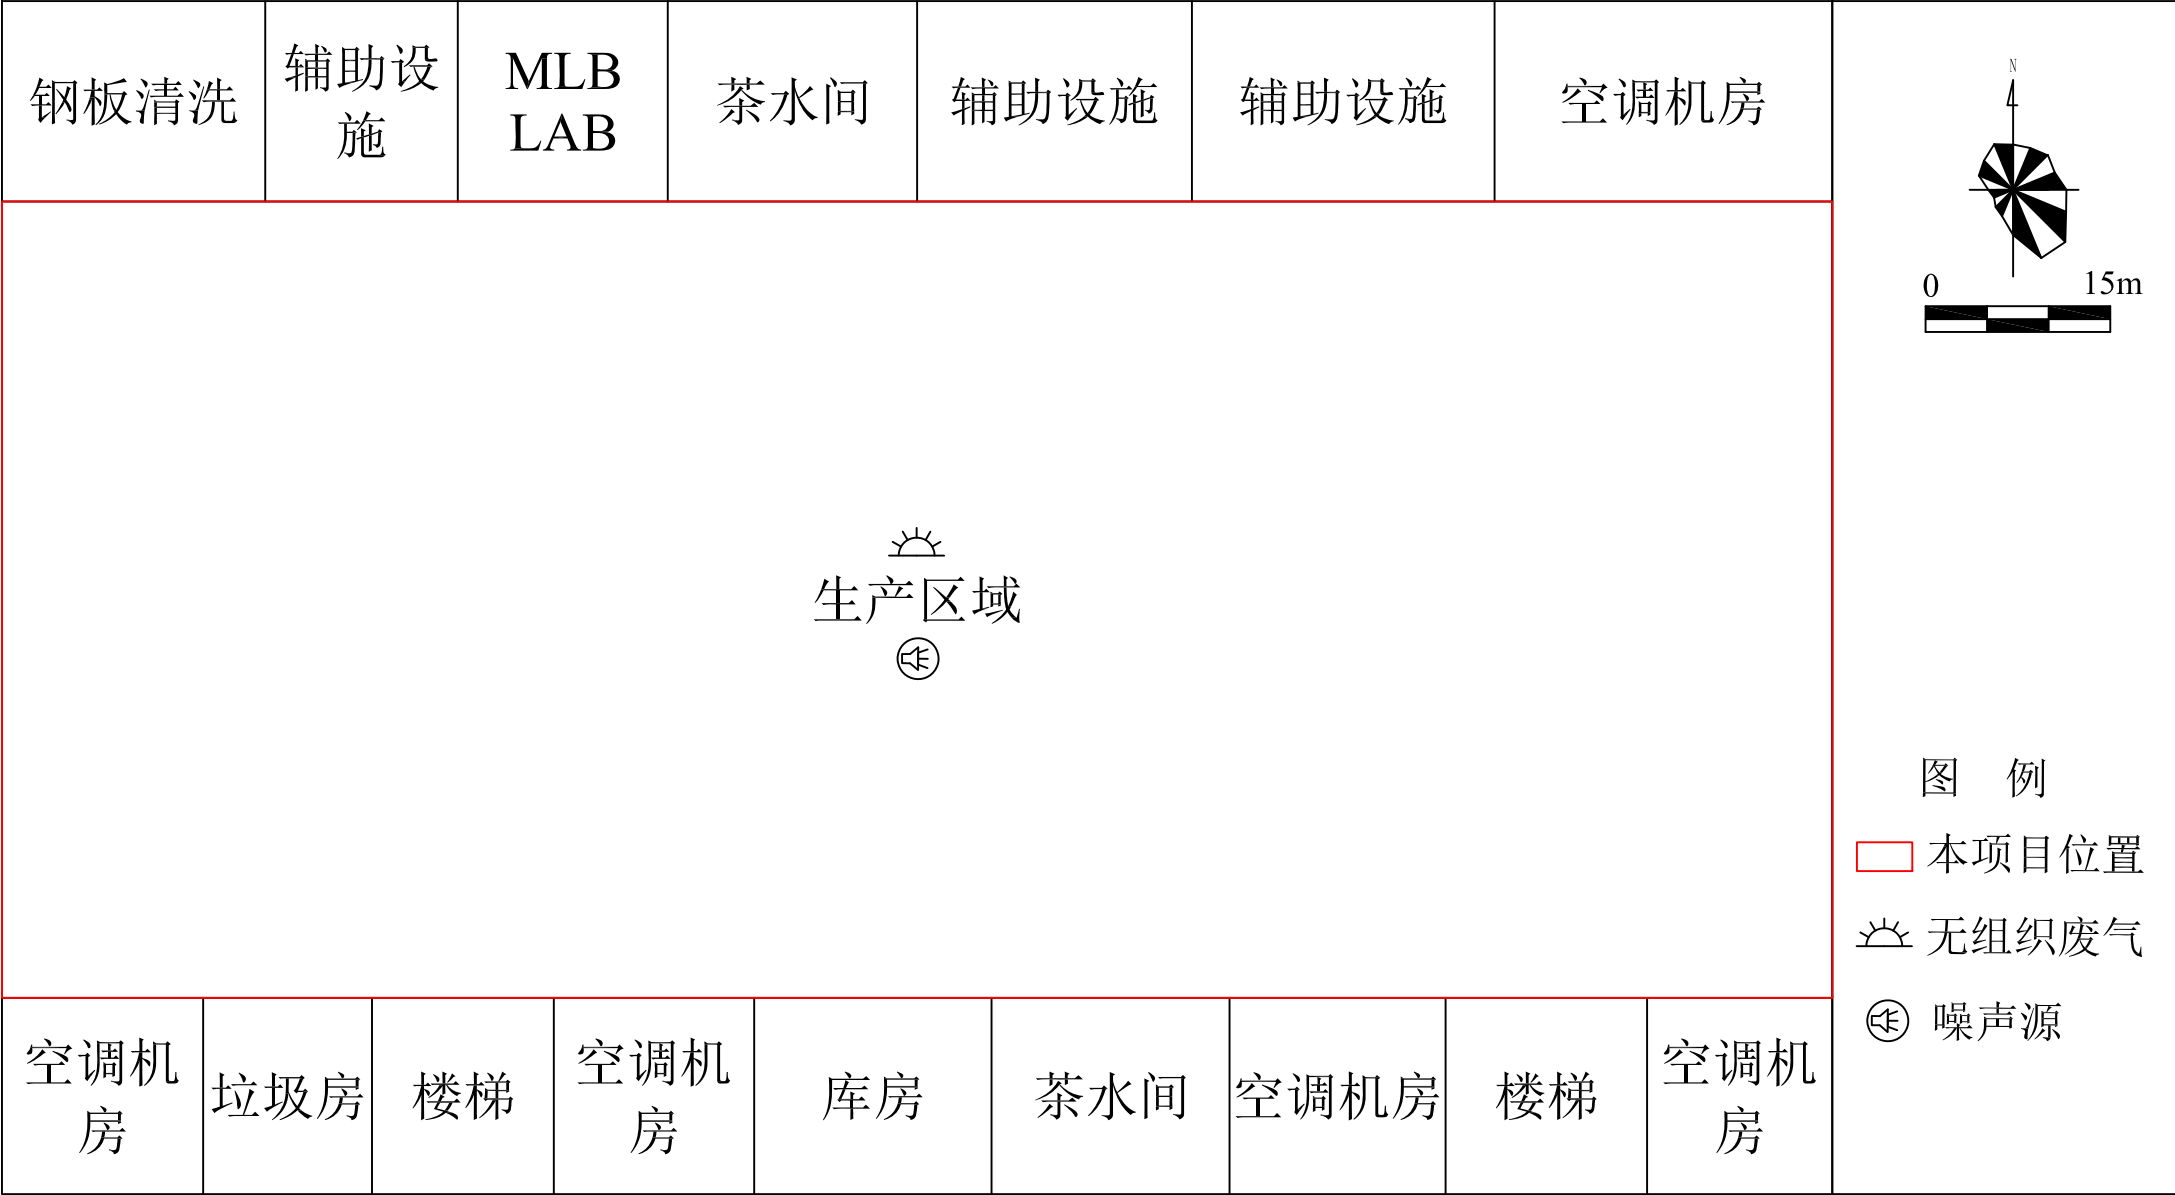 钢板清洗
辅助设
施
MLB
LAB
茶水间
辅助设施
辅助设施
空调机房
N
0
15m
生产区域
图 例
本项目位置
无组织废气
噪声源
空调机
房
垃圾房
楼梯
空调机
房
库房
茶水间
空调机房
楼梯
空调机
房